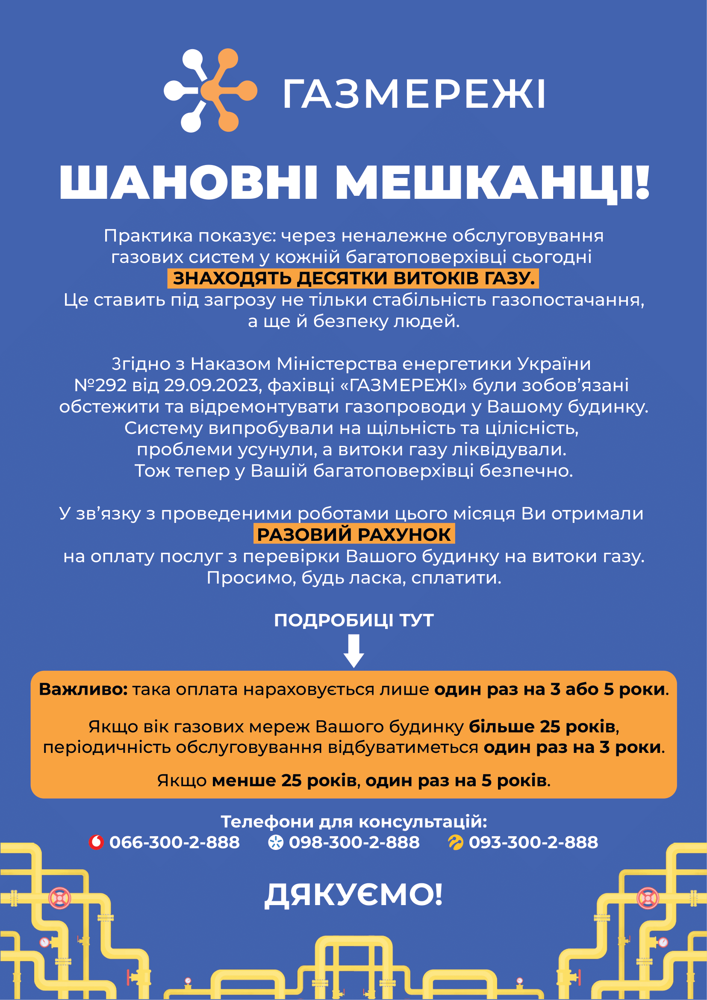 ГАЗМЕРЕЖІ
ШАНОВНІ МЕШКАНЦІ!
Практика показує: через неналежне обслуговування
газових систем у кожній багатоповерхівці сьогодні
ЗНАХОДЯТЬ ДЕСЯТКИ ВИТОКІВ ГАЗУ.
Це ставить під загрозу не тільки стабільність газопостачання,
а ще й безпеку людей.
Згідно з Наказом Міністерства енергетики України
№292 від 29.09.2023, фахівці «ГАЗМЕРЕЖІ» були зобов’язані
обстежити та відремонтувати газопроводи у Вашому будинку.
Систему випробували на щільність та цілісність,
проблеми усунули, а витоки газу ліквідували.
Тож тепер у Вашій багатоповерхівці безпечно.
У зв’язку з проведеними роботами цього місяця Ви отримали
РАЗОВИЙ РАХУНОК
на оплату послуг з перевірки Вашого будинку на витоки газу.
Просимо, будь ласка, сплатити.
ПОДРОБИЦІ ТУТ
Важливо: така оплата нараховується лише один раз на 3 або 5 роки.
Якщо вік газових мереж Вашого будинку більше 25 років,
періодичність обслуговування відбуватиметься один раз на 3 роки.
Якщо менше 25 років, один раз на 5 років.
Телефони для консультацій:
066-300-2-888 098-300-2-888 093-300-2-888
ДЯКУЄМО!